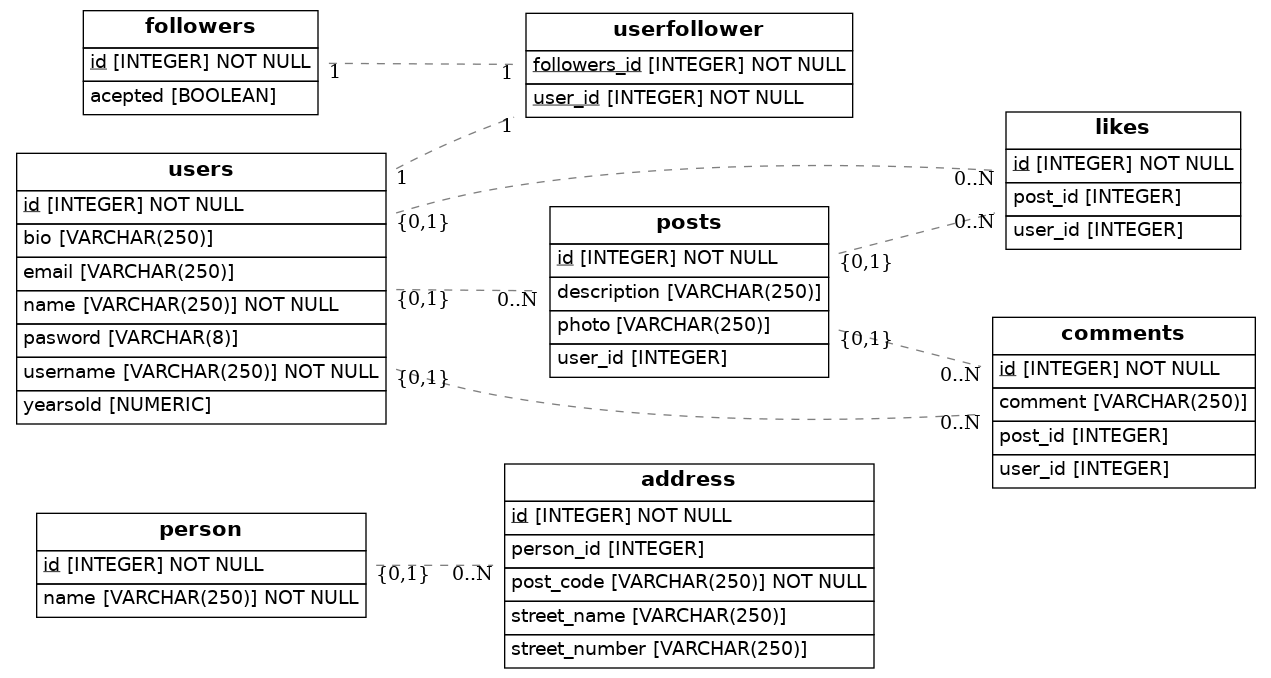 followers
id [INTEGER] NOT NULL
acepted [BOOLEAN]
1
1
userfollower
followers_id [INTEGER] NOT NULL
user_id [INTEGER] NOT NULL
1
1
users
id [INTEGER] NOT NULL
bio [VARCHAR(250)]
email [VARCHAR(250)]
name [VARCHAR(250)] NOT NULL
pasword [VARCHAR(8)]
username [VARCHAR(250)] NOT NULL
yearsold [NUMERIC]
{0,1}
0..N
{0,1}
0..N
{0,1}
0..N
posts
id [INTEGER] NOT NULL
description [VARCHAR(250)]
photo [VARCHAR(250)]
user_id [INTEGER]
{0,1}
0..N
{0,1}
0..N
likes
id [INTEGER] NOT NULL
post_id [INTEGER]
user_id [INTEGER]
comments
id [INTEGER] NOT NULL
comment [VARCHAR(250)]
post_id [INTEGER]
user_id [INTEGER]
person
id [INTEGER] NOT NULL
name [VARCHAR(250)] NOT NULL
{0,1}
0..N
address
id [INTEGER] NOT NULL
person_id [INTEGER]
post_code [VARCHAR(250)] NOT NULL
street_name [VARCHAR(250)]
street_number [VARCHAR(250)]